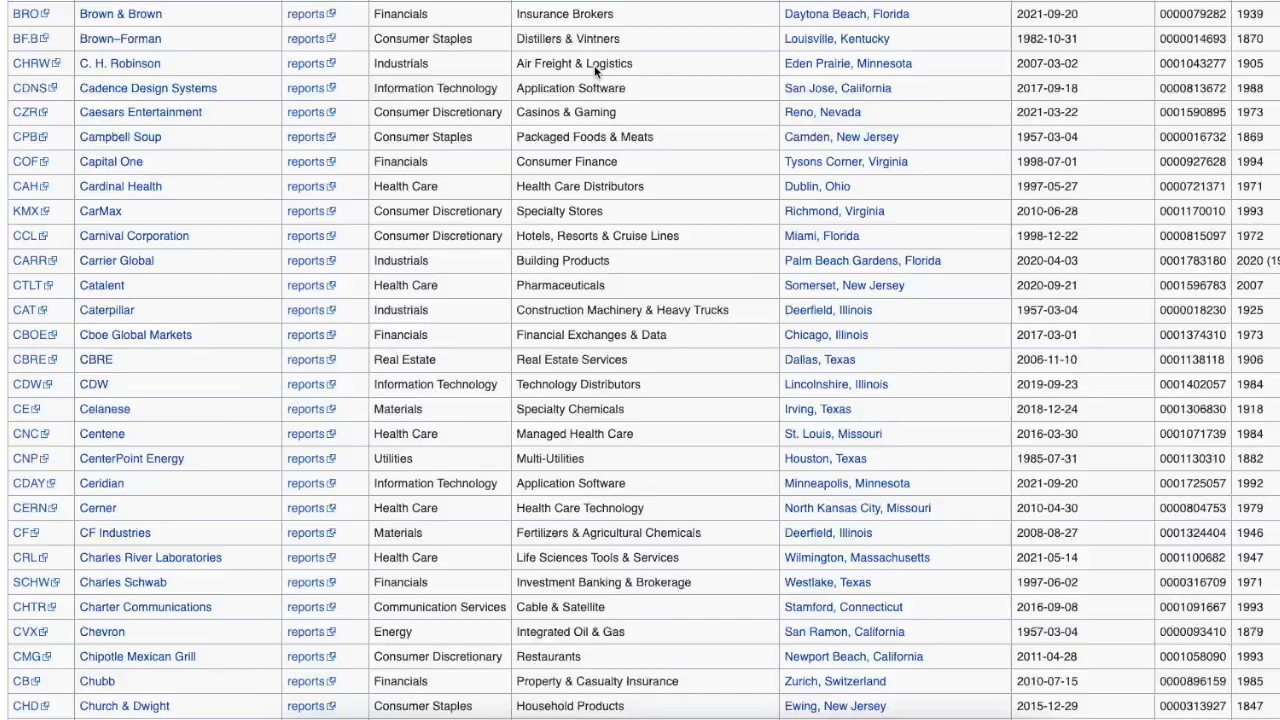 BRO Brown & Brown reports Financials Insurance Brokers Daytona Beach, Florida 2021-09-20 0000079282 1939
BF.B Brown–Forman reports Consumer Staples Distillers & Vintners Louisville, Kentucky 1982-10-31 0000014693 1870
CHRW C. H. Robinson reports Industrials Air Freight & Logistics Eden Prairie, Minnesota 2007-03-02 0001043277 1905
CDNS Cadence Design Systems reports Information Technology Application Software San Jose, California 2017-09-18 0000813672 1988
CZR Caesars Entertainment reports Consumer Discretionary Casinos & Gaming Reno, Nevada 2021-03-22 0001590895 1973
CPB Campbell Soup reports Consumer Staples Packaged Foods & Meats Camden, New Jersey 1957-03-04 0000016732 1869
COF Capital One reports Financials Consumer Finance Tysons Corner, Virginia 1998-07-01 0000927628 1994
CAH Cardinal Health reports Health Care Health Care Distributors Dublin, Ohio 1997-05-27 0000721371 1971
KMX CarMax reports Consumer Discretionary Specialty Stores Richmond, Virginia 2010-06-28 0001170010 1993
CCL Carnival Corporation reports Consumer Discretionary Hotels, Resorts & Cruise Lines Miami, Florida 1998-12-22 0000815097 1972
CARR Carrier Global reports Industrials Building Products Palm Beach Gardens, Florida 2020-04-03 0001783180 2020 (19
CTLT Catalent reports Health Care Pharmaceuticals Somerset, New Jersey 2020-09-21 0001596783 2007
CAT Caterpillar reports Industrials Construction Machinery & Heavy Trucks Deerfield, Illinois 1957-03-04 0000018230 1925
CBOE Cboe Global Markets reports Financials Financial Exchanges & Data Chicago, Illinois 2017-03-01 0001374310 1973
CBRE CBRE reports Real Estate Real Estate Services Dallas, Texas 2006-11-10 0001138118 1906
CDW CDW reports Information Technology Technology Distributors Lincolnshire, Illinois 2019-09-23 0001402057 1984
CE Celanese reports Materials Specialty Chemicals Irving, Texas 2018-12-24 0001306830 1918
CNC Centene reports Health Care Managed Health Care St. Louis, Missouri 2016-03-30 0001071739 1984
CNP CenterPoint Energy reports Utilities Multi-Utilities Houston, Texas 1985-07-31 0001130310 1882
CDAY Ceridian reports Information Technology Application Software Minneapolis, Minnesota 2021-09-20 0001725057 1992
CERN Cerner reports Health Care Health Care Technology North Kansas City, Missouri 2010-04-30 0000804753 1979
CF CF Industries reports Materials Fertilizers & Agricultural Chemicals Deerfield, Illinois 2008-08-27 0001324404 1946
CRL Charles River Laboratories reports Health Care Life Sciences Tools & Services Wilmington, Massachusetts 2021-05-14 0001100682 1947
SCHW Charles Schwab reports Financials Investment Banking & Brokerage Westlake, Texas 1997-06-02 0000316709 1971
CHTR Charter Communications reports Communication Services Cable & Satellite Stamford, Connecticut 2016-09-08 0001091667 1993
CVX Chevron reports Energy Integrated Oil & Gas San Ramon, California 1957-03-04 0000093410 1879
CMG Chipotle Mexican Grill reports Consumer Discretionary Restaurants Newport Beach, California 2011-04-28 0001058090 1993
CB Chubb reports Financials Property & Casualty Insurance Zurich, Switzerland 2010-07-15 0000896159 1985
CHD Church & Dwight reports Consumer Staples Household Products Ewing, New Jersey 2015-12-29 0000313927 1847